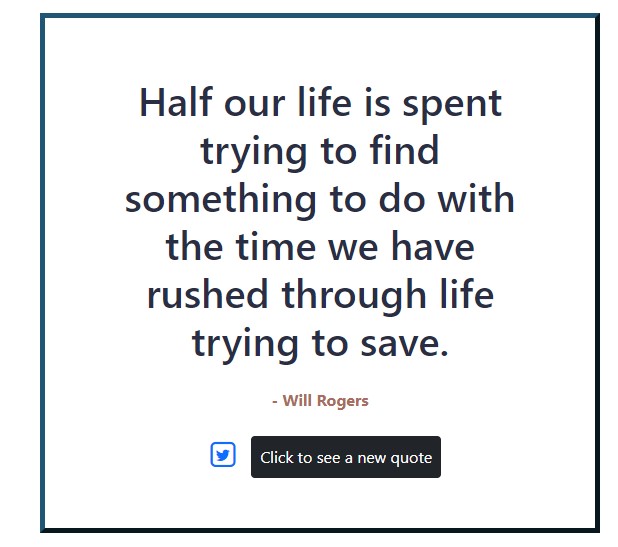 Half our life is spent
trying to find
something to do with
the time we have
rushed through life
trying to save.
- Will Rogers
Click to see a new quote